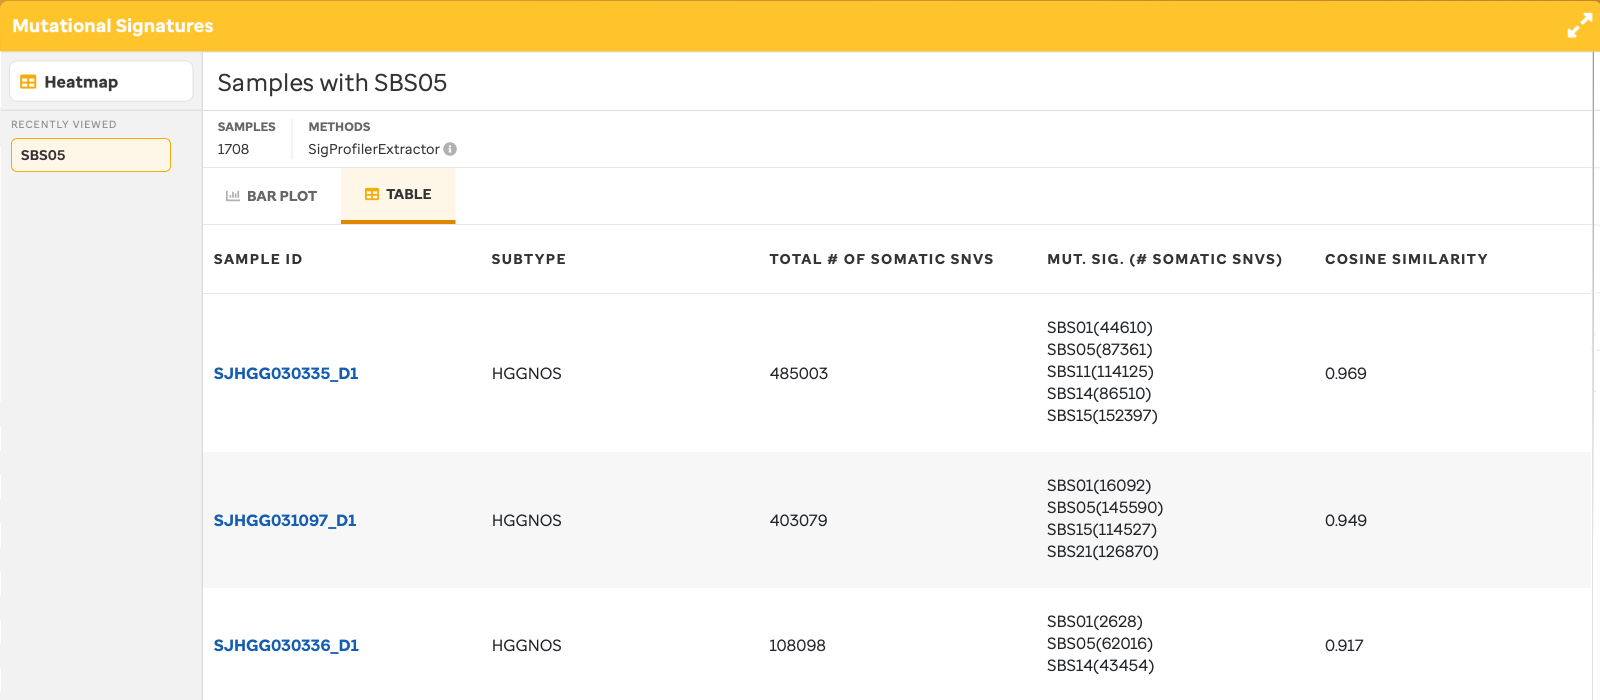 Mutational Signatures
Heatmap
RECENTLY VIEWED
SBS05
Samples with SBS05
SAMPLES
1708
METHODS
SigProfilerExtractor
BAR PLOT
TABLE
SAMPLE ID SUBTYPE TOTAL # OF SOMATIC SNVS MUT. SIG. (# SOMATIC SNVS) COSINE SIMILARITY
SJHGG030335_D1 HGGNOS 485003
SBS01(44610)
SBS05(87361)
SBS11(114125)
SBS14(86510)
SBS15(152397)
0.969
SJHGG031097_D1 HGGNOS 403079
SBS01(16092)
SBS05(145590)
SBS15(114527)
SBS21(126870)
0.949
SJHGG030336_D1 HGGNOS 108098
SBS01(2628)
SBS05(62016)
SBS14(43454)
0.917